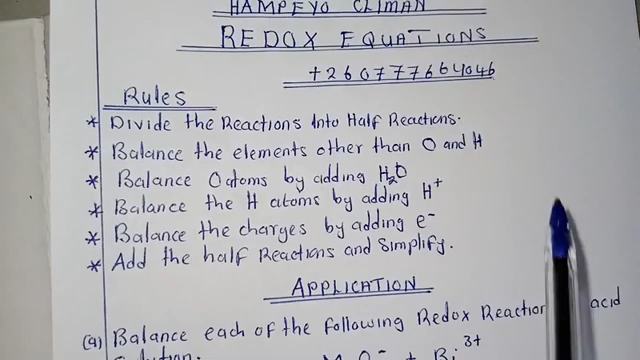 HAMPEYO CLIMAN
REDOX EQUATIONS
+260777664046
Rules
* Divide the Reactions Into Half Reactions.
* Balance the elements other than O and H
* Balance O atoms by adding H₂O
* Balance the H atoms by adding H⁺
* Balance the charges by adding e⁻
* Add the half Reactions and Simplify.
APPLICATION
(a) Balance each of the following Redox Reaction acid